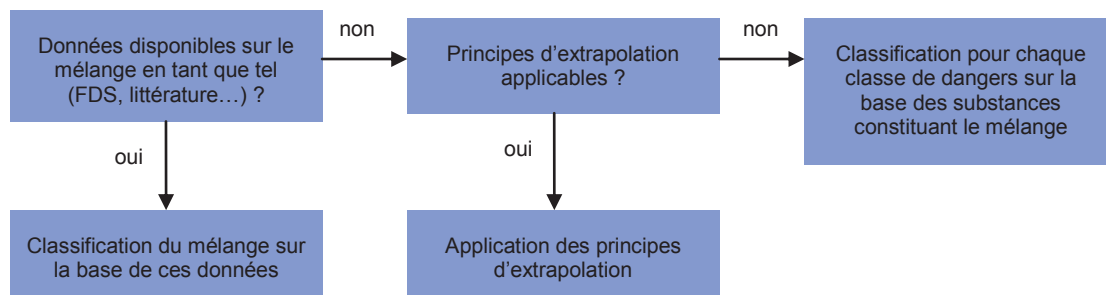 Données disponibles sur le
mélange en tant que tel
(FDS, littérature…) ?
non
Principes d'extrapolation
applicables ?
non
Classification pour chaque
classe de dangers sur la
base des substances
constituant le mélange
oui
oui
Classification du mélange sur
la base de ces données
Application des principes
d'extrapolation